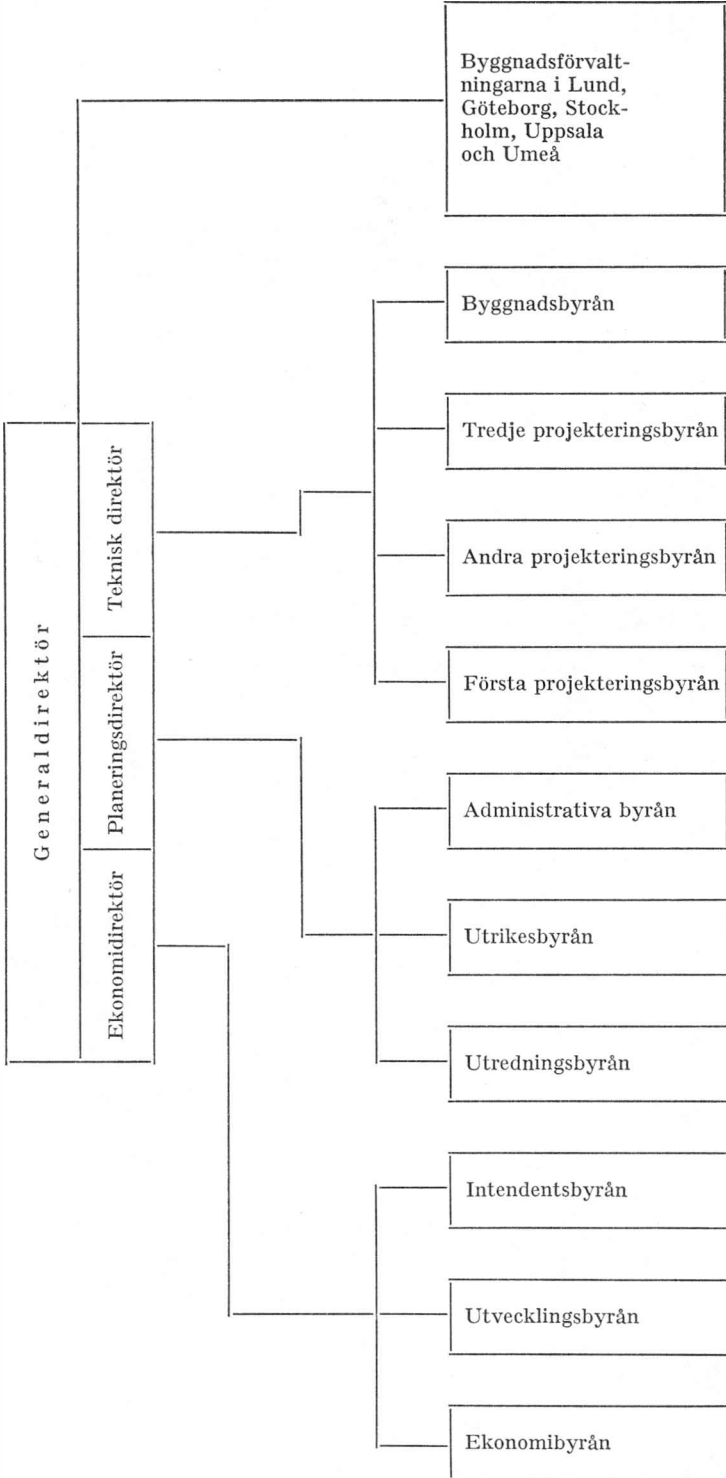 Byggnadsförvalt-
ningarna i Lund,
Göteborg, Stock-
holm, Uppsala
och Umeå
Byggnadsbyrån
Tredje projekteringsbyrån
Andra projekteringsbyrån
Första projekteringsbyrån
Administrativa byrån
Utrikesbyrån
Utredningsbyrån
Intendentsbyrån
Utvecklingsbyrån
Ekonomibyrån
Generaldirektör
Teknisk direktör
Planeringsdirektör
Ekonomidirektör